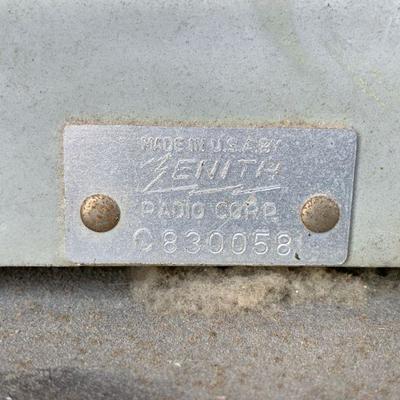 MADE IN U.S.A. BY
ZENITH
RADIO CORP.
C830058